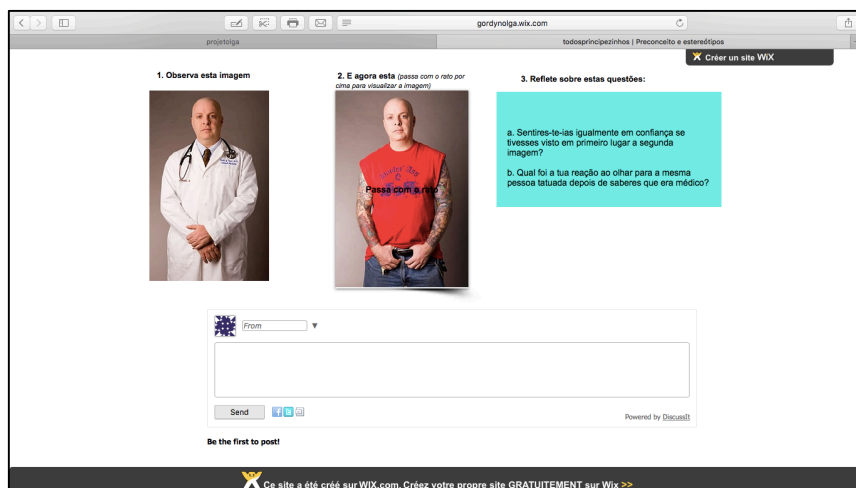 gordynolga.wix.com
projetolga
todosprincipezinhos | Preconceito e estereótipos
Créer un site WiX
1. Observa esta imagem
2. E agora esta (passa com o rato por
cima para visualizar a imagem)
3. Reflete sobre estas questões:
Passa com o rato
a. Sentires-te-ias igualmente em confiança se
tivesses visto em primeiro lugar a segunda
imagem?
b. Qual foi a tua reação ao olhar para a mesma
pessoa tatuada depois de saberes que era médico?
From
Send
Powered by DiscussIt
Be the first to post!
Ce site a été créé sur WIX.com. Créez votre propre site GRATUITEMENT sur Wix >>